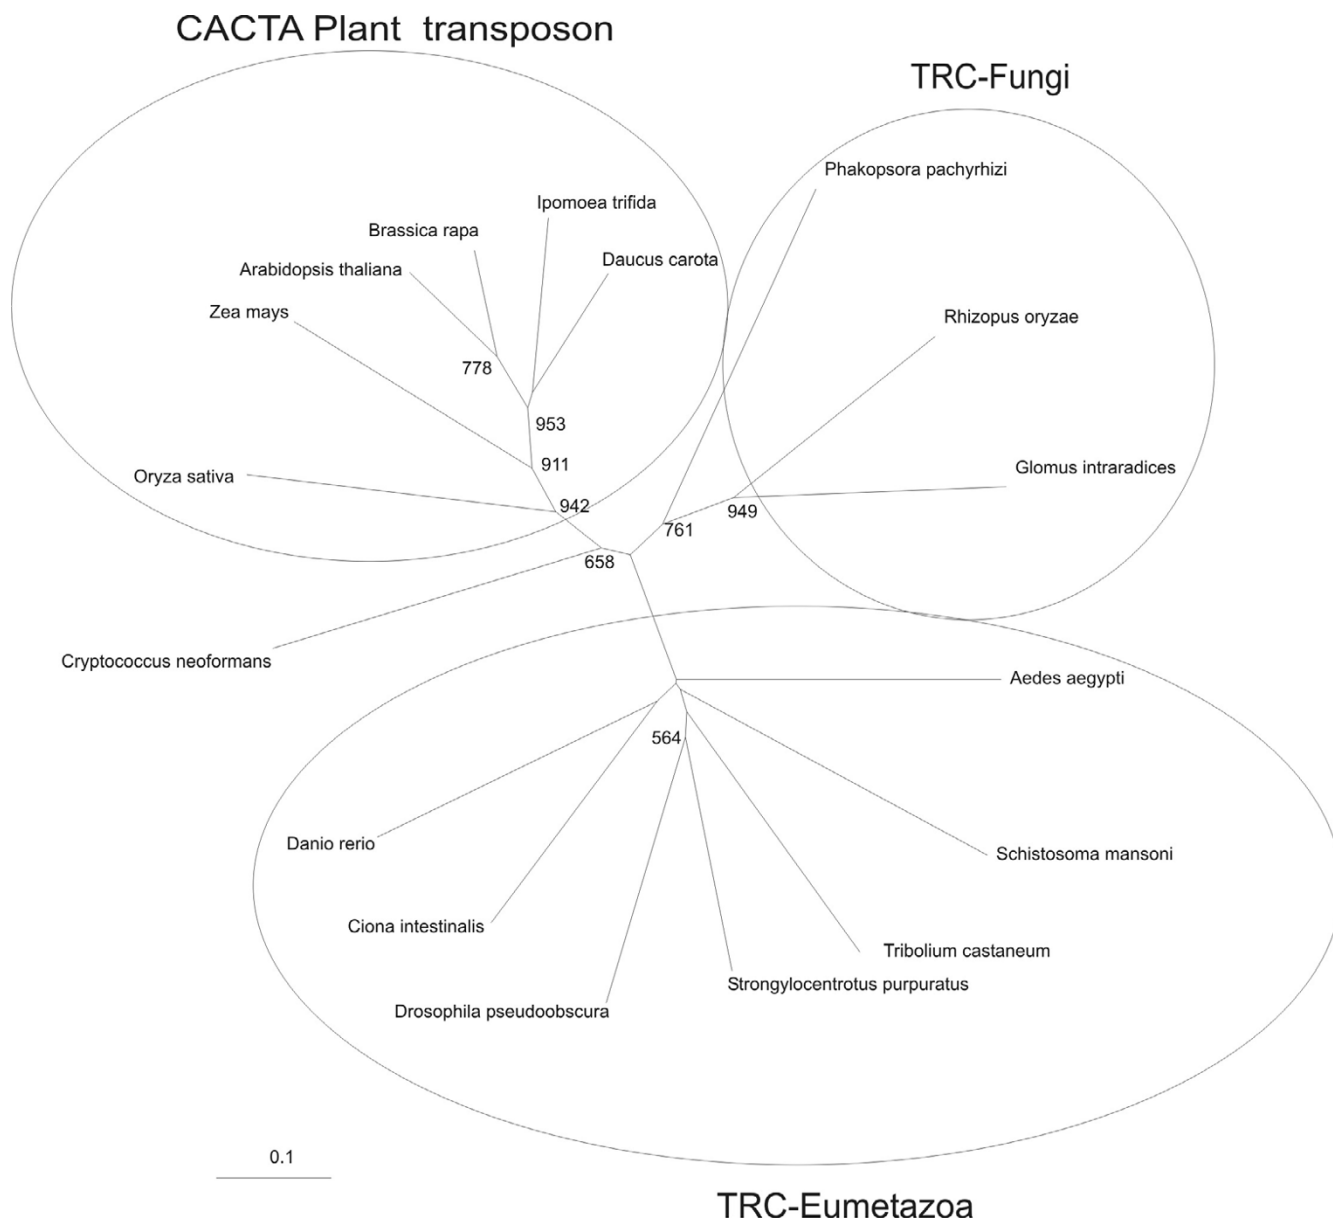 CACTA Plant transposon
TRC-Fungi
Phakopsora pachyrhizi
Ipomoea trifida
Brassica rapa
Daucus carota
Arabidopsis thaliana
Zea mays
Rhizopus oryzae
778
953
911
Oryza sativa
Glomus intraradices
942
949
761
658
Cryptococcus neoformans
Aedes aegypti
564
Danio rerio
Schistosoma mansoni
Ciona intestinalis
Tribolium castaneum
Strongylocentrotus purpuratus
Drosophila pseudoobscura
0.1
TRC-Eumetazoa